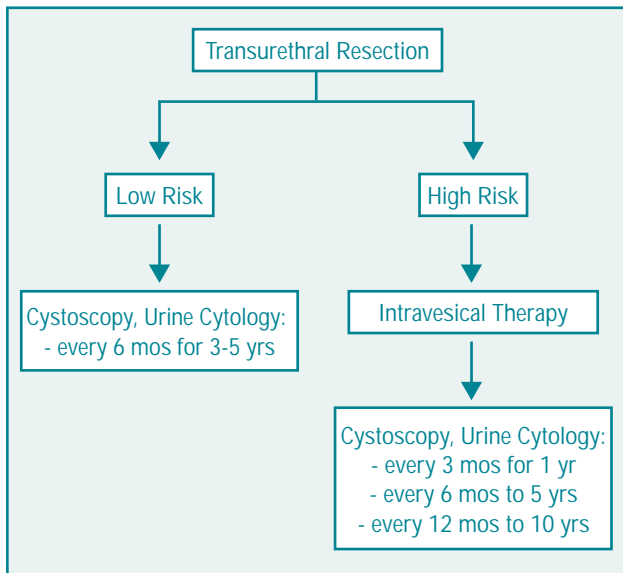 Transurethral Resection
Low Risk
High Risk
Cystoscopy, Urine Cytology:
- every 6 mos for 3-5 yrs
Intravesical Therapy
Cystoscopy, Urine Cytology:
- every 3 mos for 1 yr
- every 6 mos to 5 yrs
- every 12 mos to 10 yrs